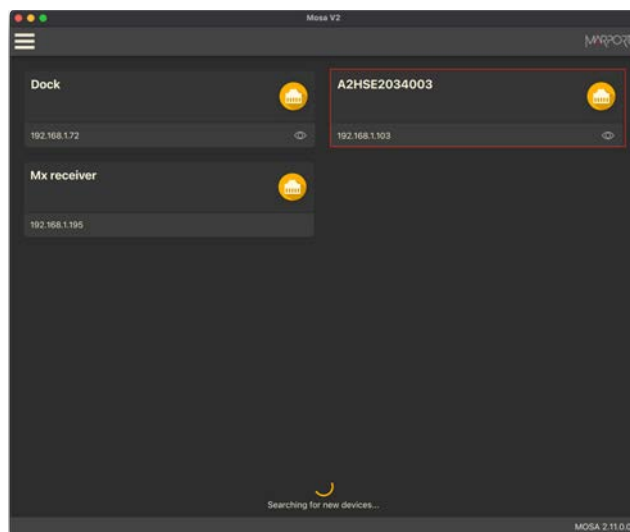 Mosa V2
MARPORT
Dock
192.168.1.72
A2HSE2034003
192.168.1.103
Mx receiver
192.168.1.195
Searching for new devices...
MOSA 2.11.0.0